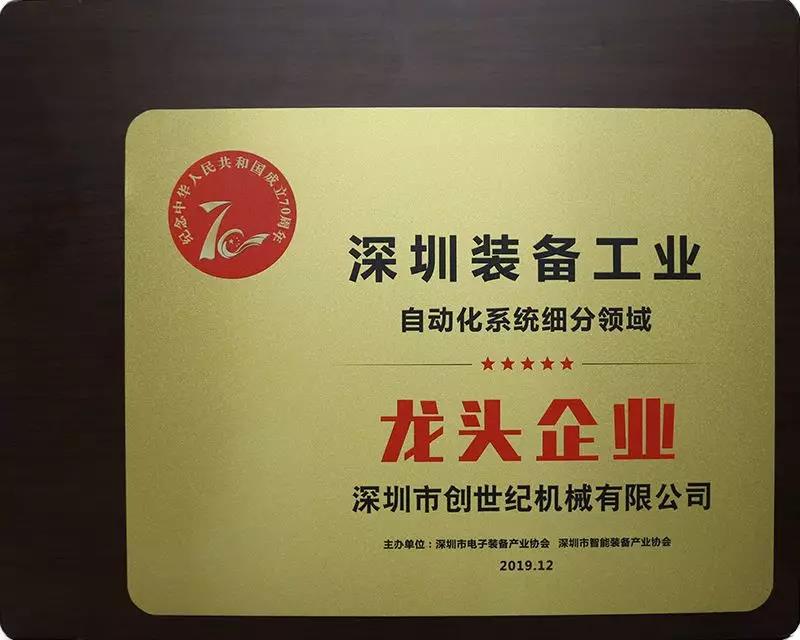 纪念中华人民共和国成立70周年
70
深圳装备工业
自动化系统细分领域
龙头企业
深圳市创世纪机械有限公司
主办单位：深圳市电子装备产业协会 深圳市智能装备产业协会
2019.12